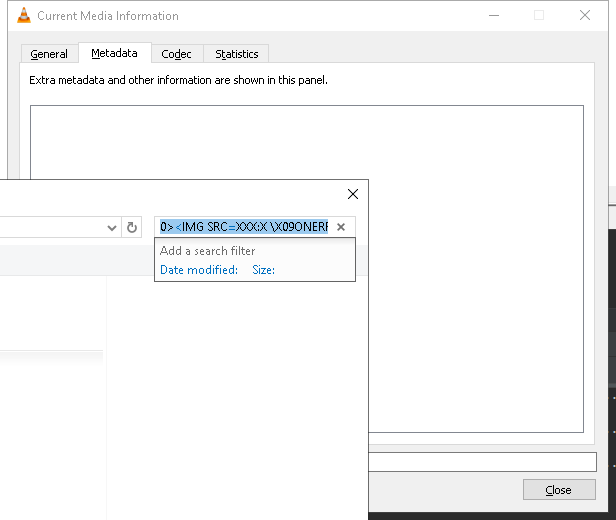 Current Media Information
General Metadata Codec Statistics
Extra metadata and other information are shown in this panel.
0> <IMG SRC=XXX:X \X09ONERR
Add a search filter
Date modified: Size:
Close